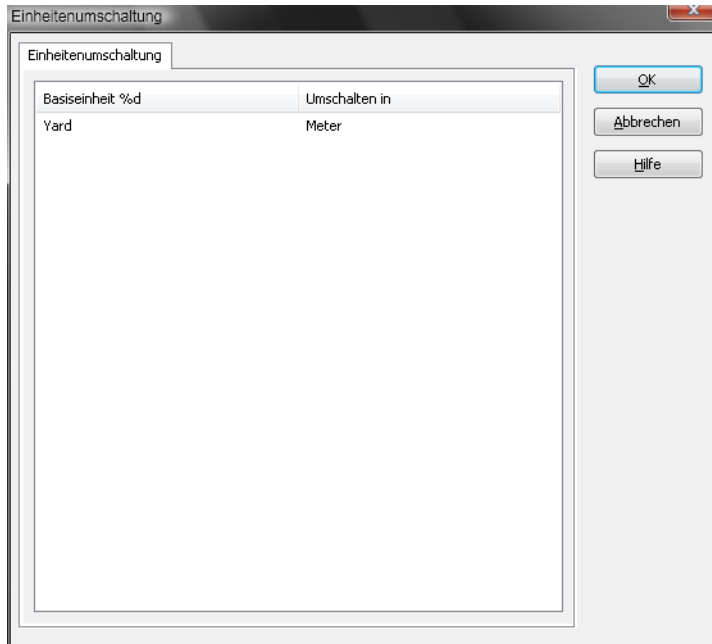 Einheitenumschaltung
Einheitenumschaltung
Basiseinheit %d Umschalten in
Yard Meter
OK
Abbrechen
Hilfe